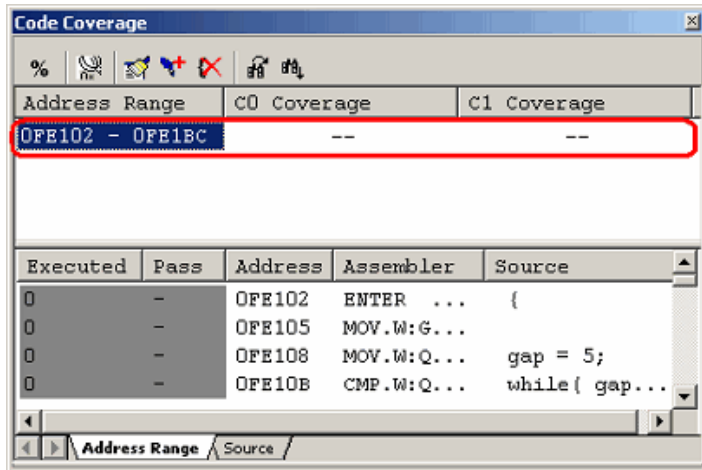 Code Coverage
%
Address Range C0 Coverage C1 Coverage
0FE102 - 0FE1BC -- --
Executed Pass Address Assembler Source
0 - 0FE102 ENTER ... {
0 - 0FE105 MOV.W:G...
0 - 0FE108 MOV.W:Q... gap = 5;
0 - 0FE10B CMP.W:Q... while( gap...
Address Range Source